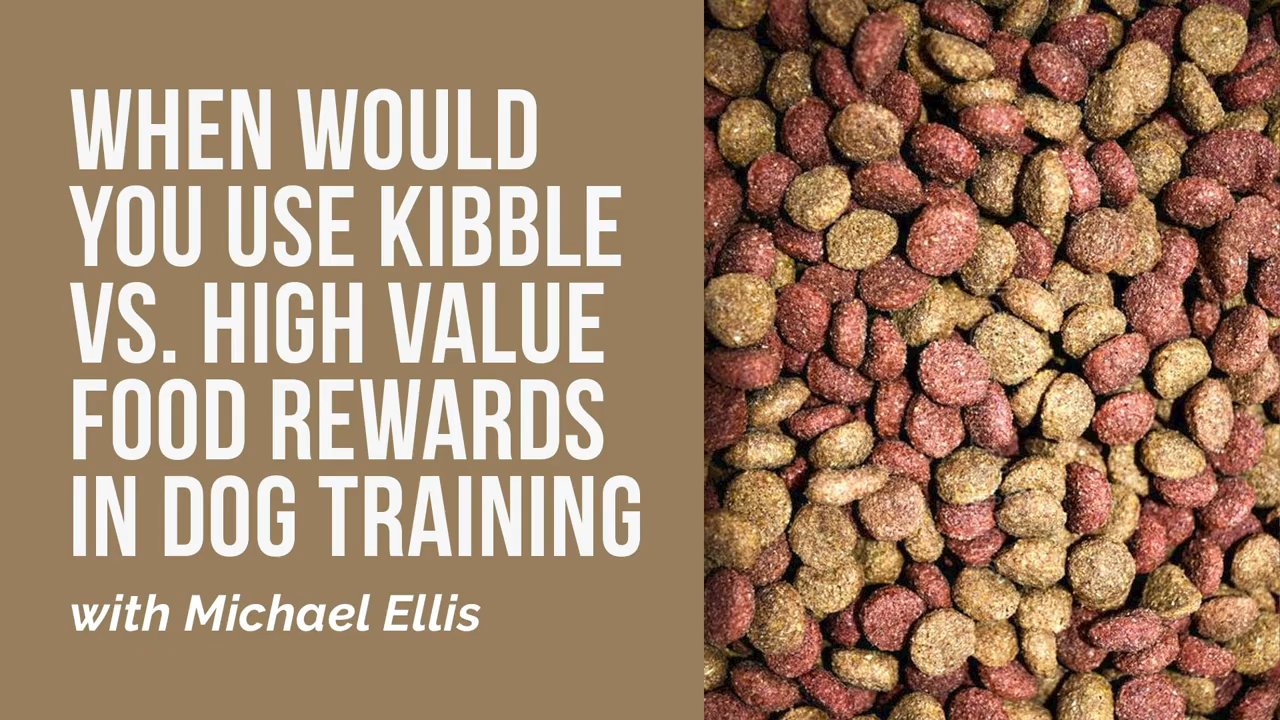 WHEN WOULD
YOU USE KIBBLE
VS. HIGH VALUE
FOOD REWARDS
IN DOG TRAINING
with Michael Ellis